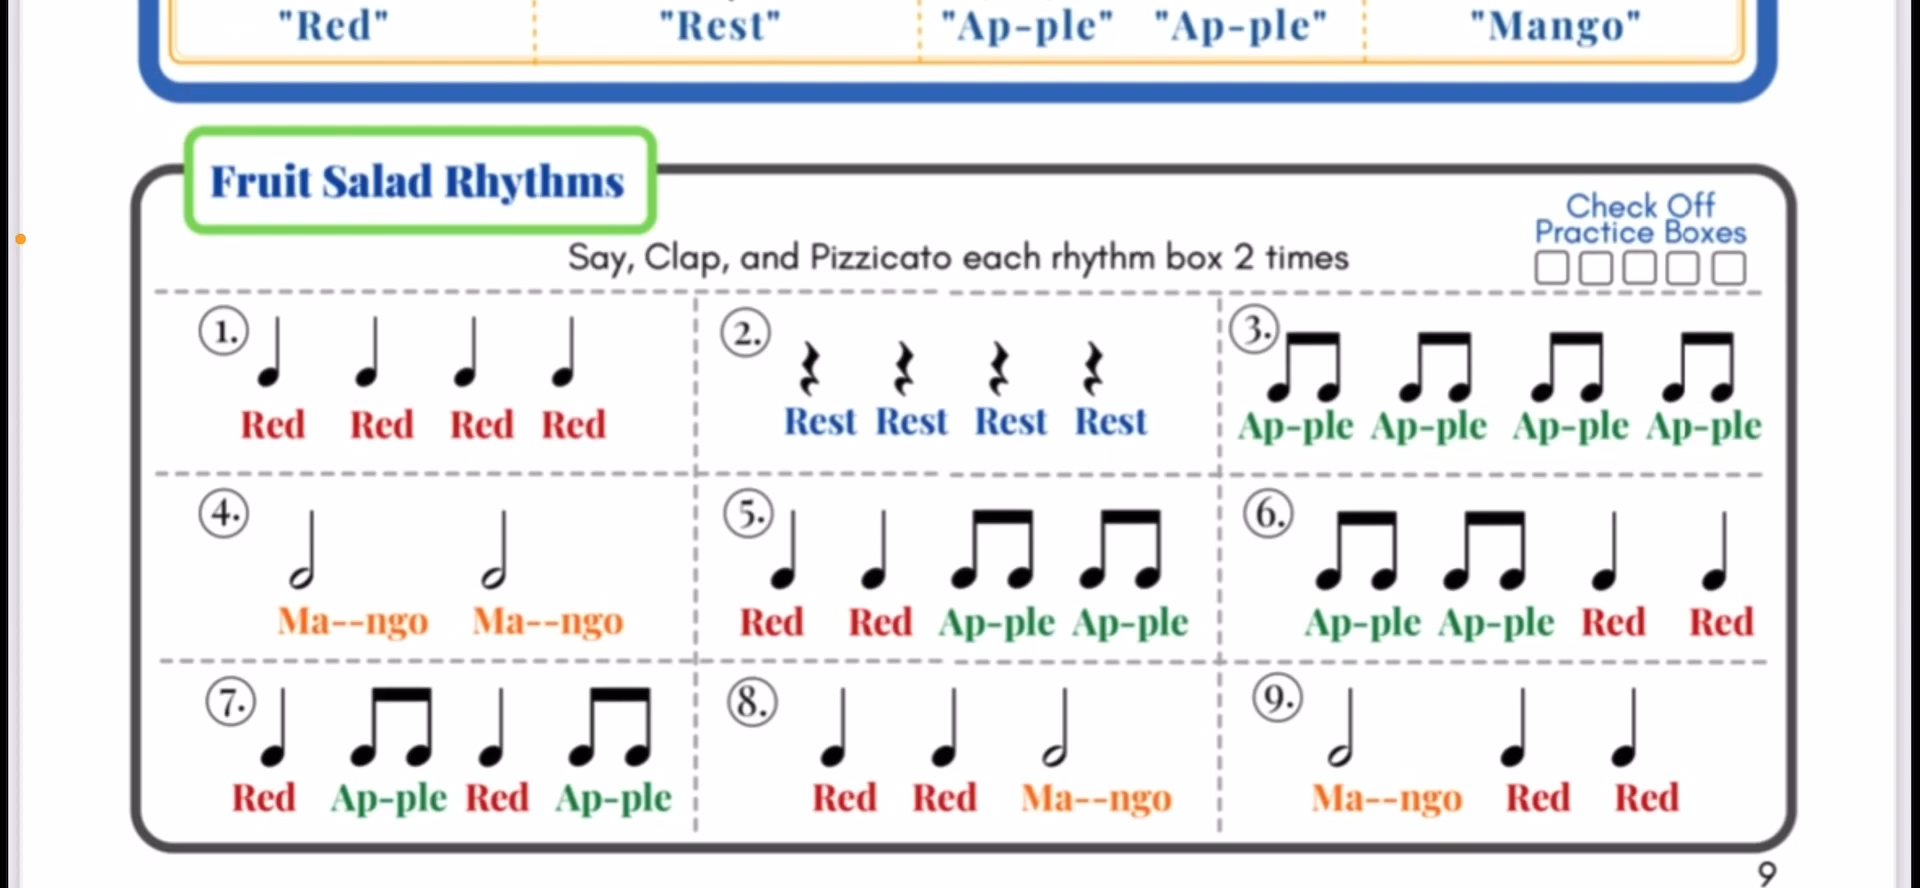 "Red" "Rest" "Ap-ple" "Ap-ple" "Mango"
Fruit Salad Rhythms
Check Off
Practice Boxes
Say, Clap, and Pizzicato each rhythm box 2 times
1.
Red Red Red Red
2.
Rest Rest Rest Rest
3.
Ap-ple Ap-ple Ap-ple Ap-ple
4.
Ma--ngo Ma--ngo
5.
Red Red Ap-ple Ap-ple
6.
Ap-ple Ap-ple Red Red
7.
Red Ap-ple Red Ap-ple
8.
Red Red Ma--ngo
9.
Ma--ngo Red Red
9